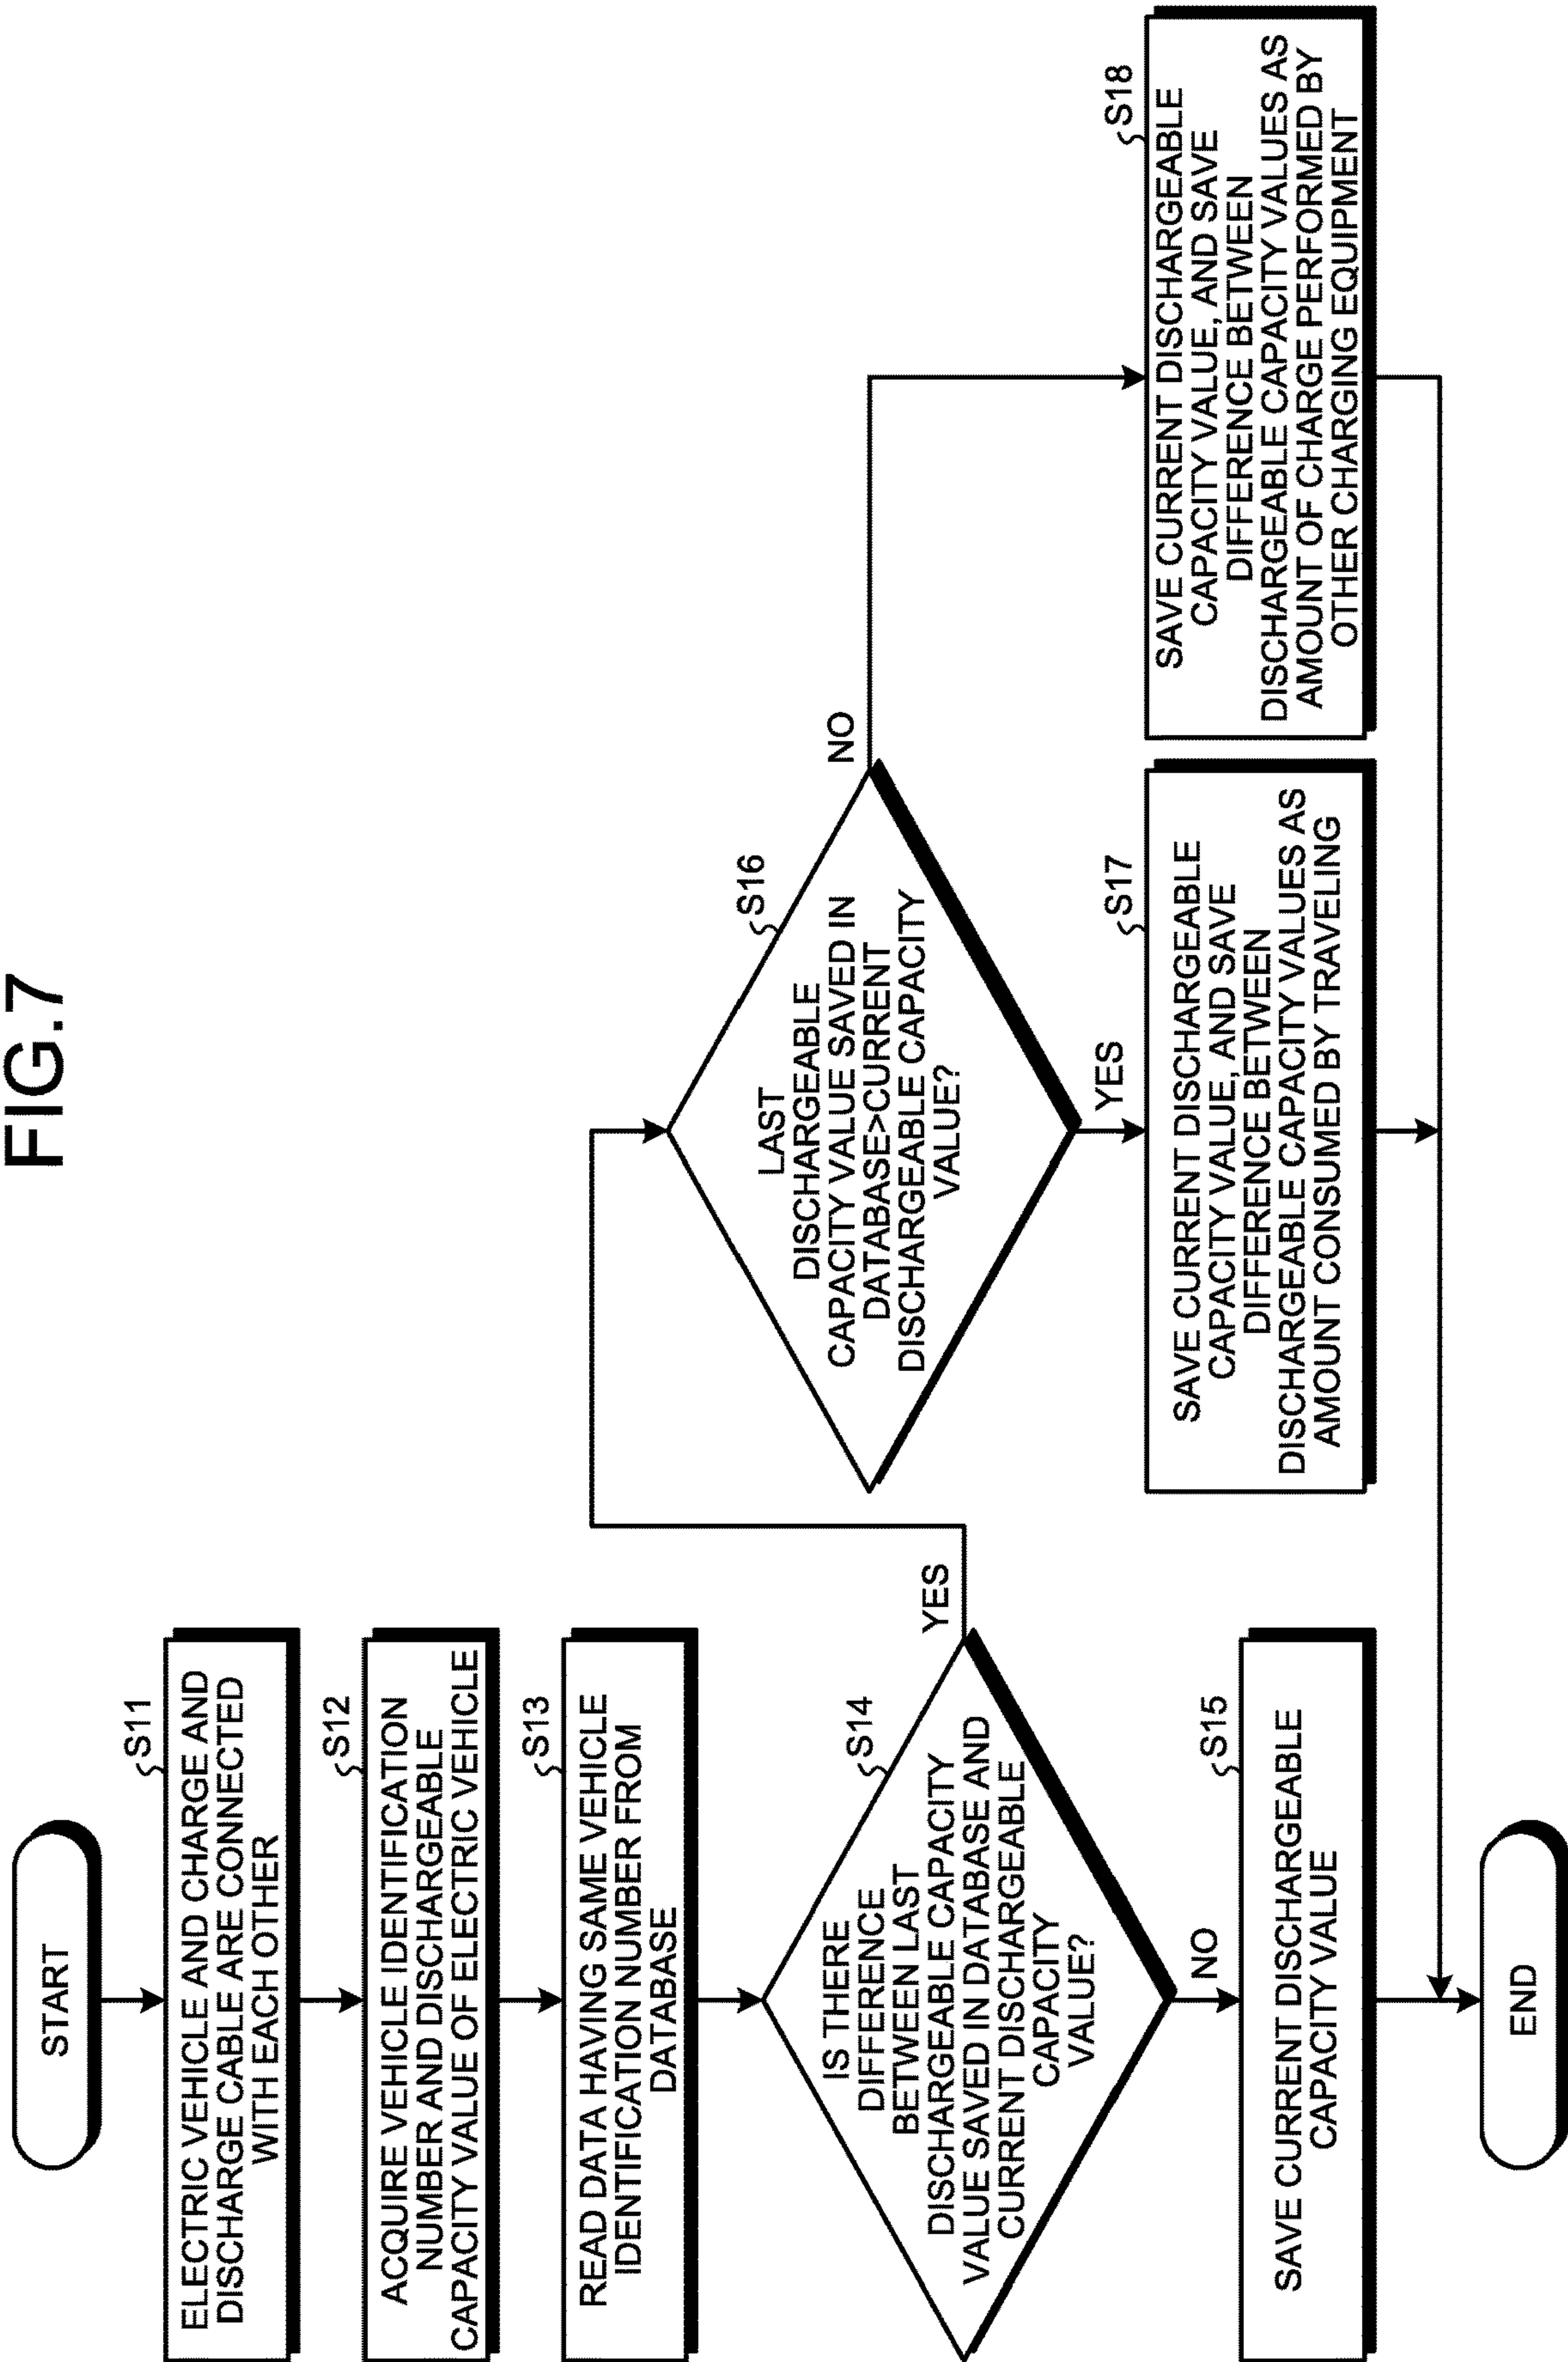 FIG.7
START
S11
ELECTRIC VEHICLE AND CHARGE AND
DISCHARGE CABLE ARE CONNECTED
WITH EACH OTHER
S12
ACQUIRE VEHICLE IDENTIFICATION
NUMBER AND DISCHARGEABLE
CAPACITY VALUE OF ELECTRIC VEHICLE
S13
READ DATA HAVING SAME VEHICLE
IDENTIFICATION NUMBER FROM
DATABASE
S14
IS THERE
DIFFERENCE
BETWEEN LAST
DISCHARGEABLE CAPACITY
VALUE SAVED IN DATABASE AND
CURRENT DISCHARGEABLE
CAPACITY
VALUE?
YES
NO
S15
SAVE CURRENT DISCHARGEABLE
CAPACITY VALUE
S16
LAST
DISCHARGEABLE
CAPACITY VALUE SAVED IN
DATABASE>CURRENT
DISCHARGEABLE CAPACITY
VALUE?
NO
YES
S17
SAVE CURRENT DISCHARGEABLE
CAPACITY VALUE, AND SAVE
DIFFERENCE BETWEEN
DISCHARGEABLE CAPACITY VALUES AS
AMOUNT CONSUMED BY TRAVELING
S18
SAVE CURRENT DISCHARGEABLE
CAPACITY VALUE, AND SAVE
DIFFERENCE BETWEEN
DISCHARGEABLE CAPACITY VALUES AS
AMOUNT OF CHARGE PERFORMED BY
OTHER CHARGING EQUIPMENT
END